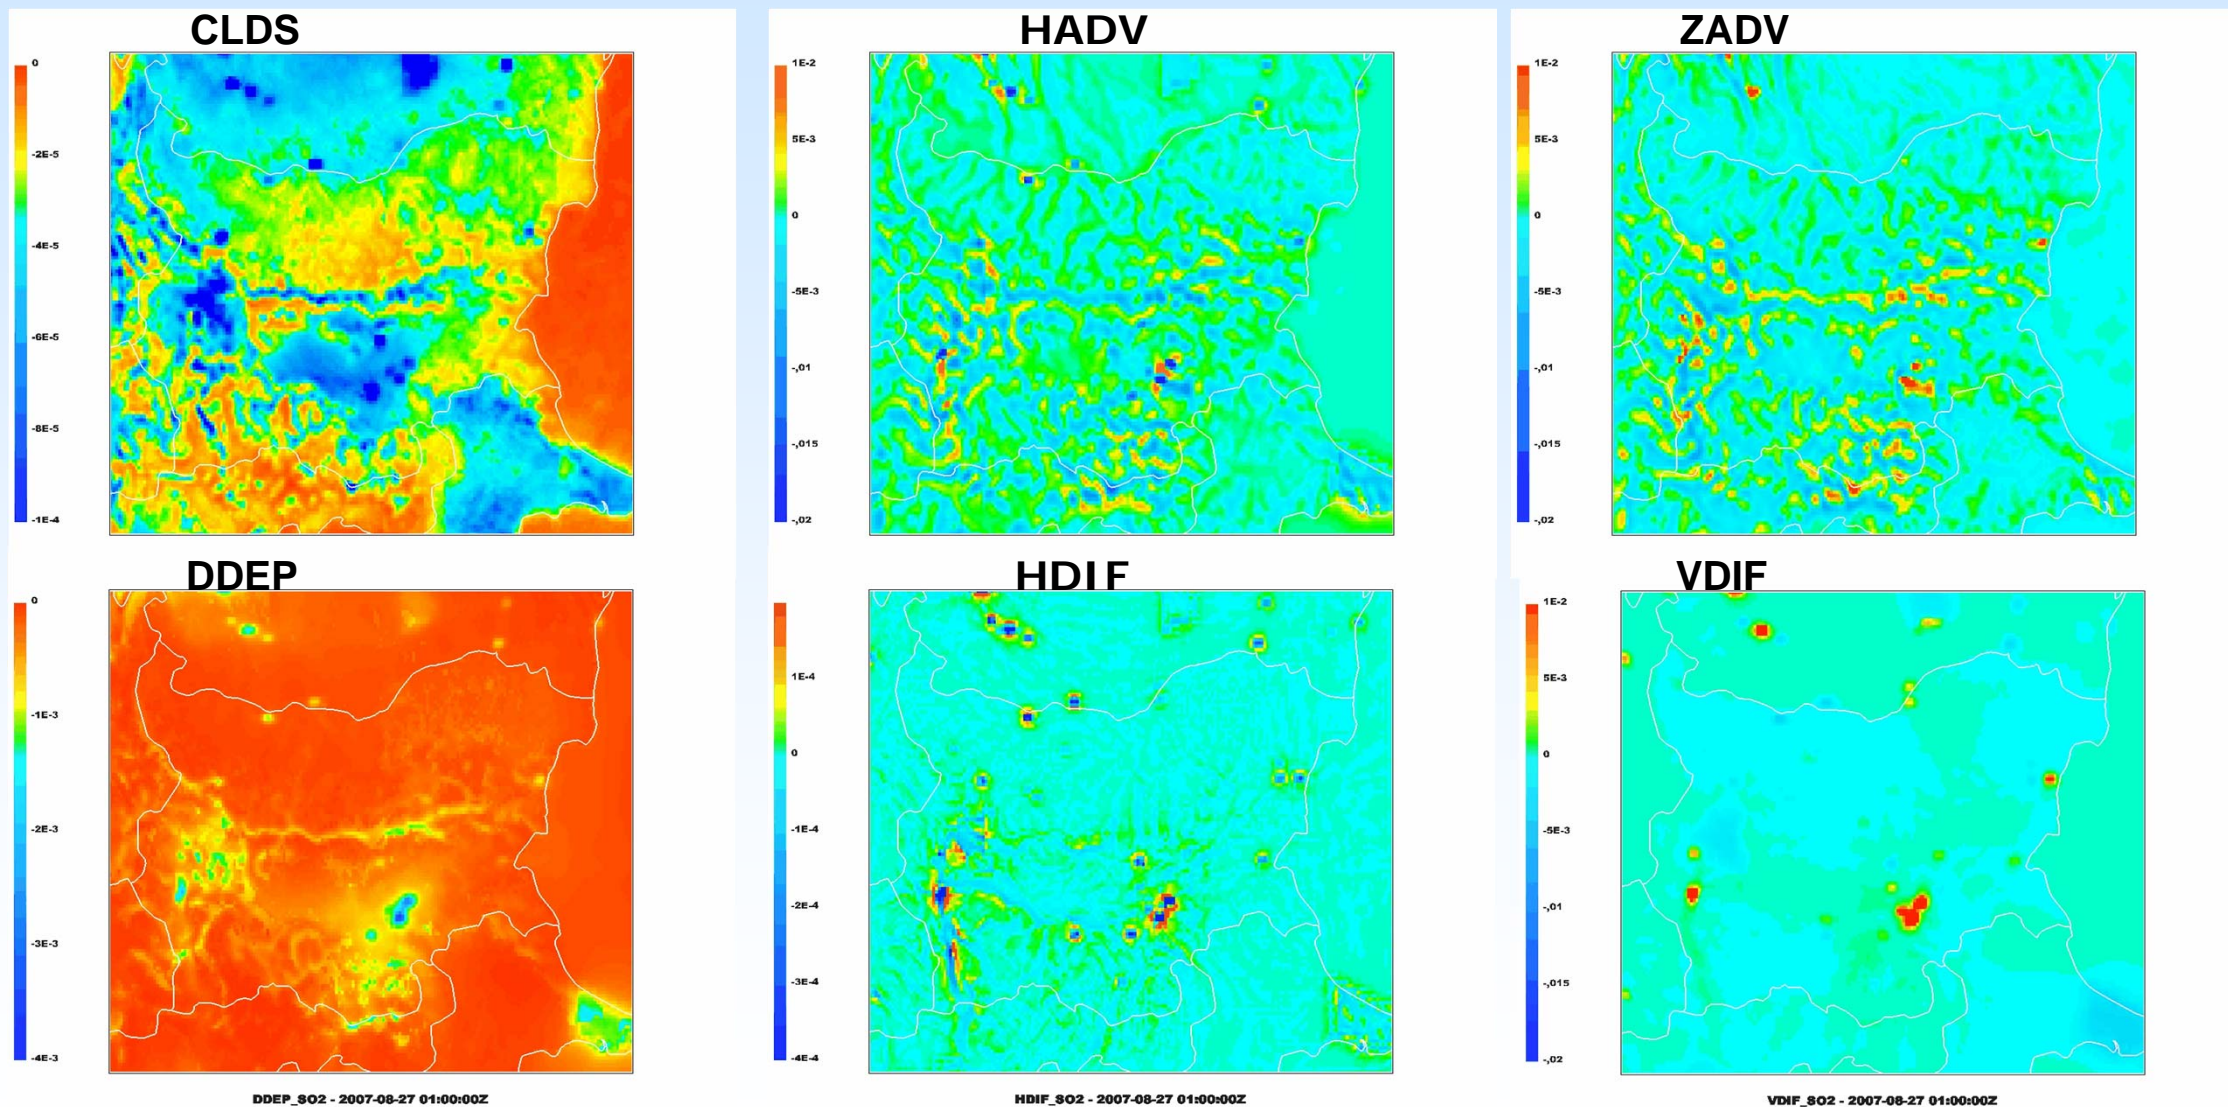 CLDS
HADV
ZADV
0
-2E-5
-4E-5
-6E-5
-8E-5
-1E-4
1E-2
5E-3
0
-5E-3
-,01
-,015
-,02
1E-2
5E-3
0
-5E-3
-,01
-,015
-,02
DDEP
HDIF
VDIF
0
-1E-3
-2E-3
-3E-3
-4E-3
1E-4
0
-1E-4
-2E-4
-3E-4
-4E-4
1E-2
5E-3
0
-5E-3
-,01
-,015
-,02
DDEP_SO2 - 2007-08-27 01:00:00Z
HDIF_SO2 - 2007-08-27 01:00:00Z
VDIF_SO2 - 2007-08-27 01:00:00Z